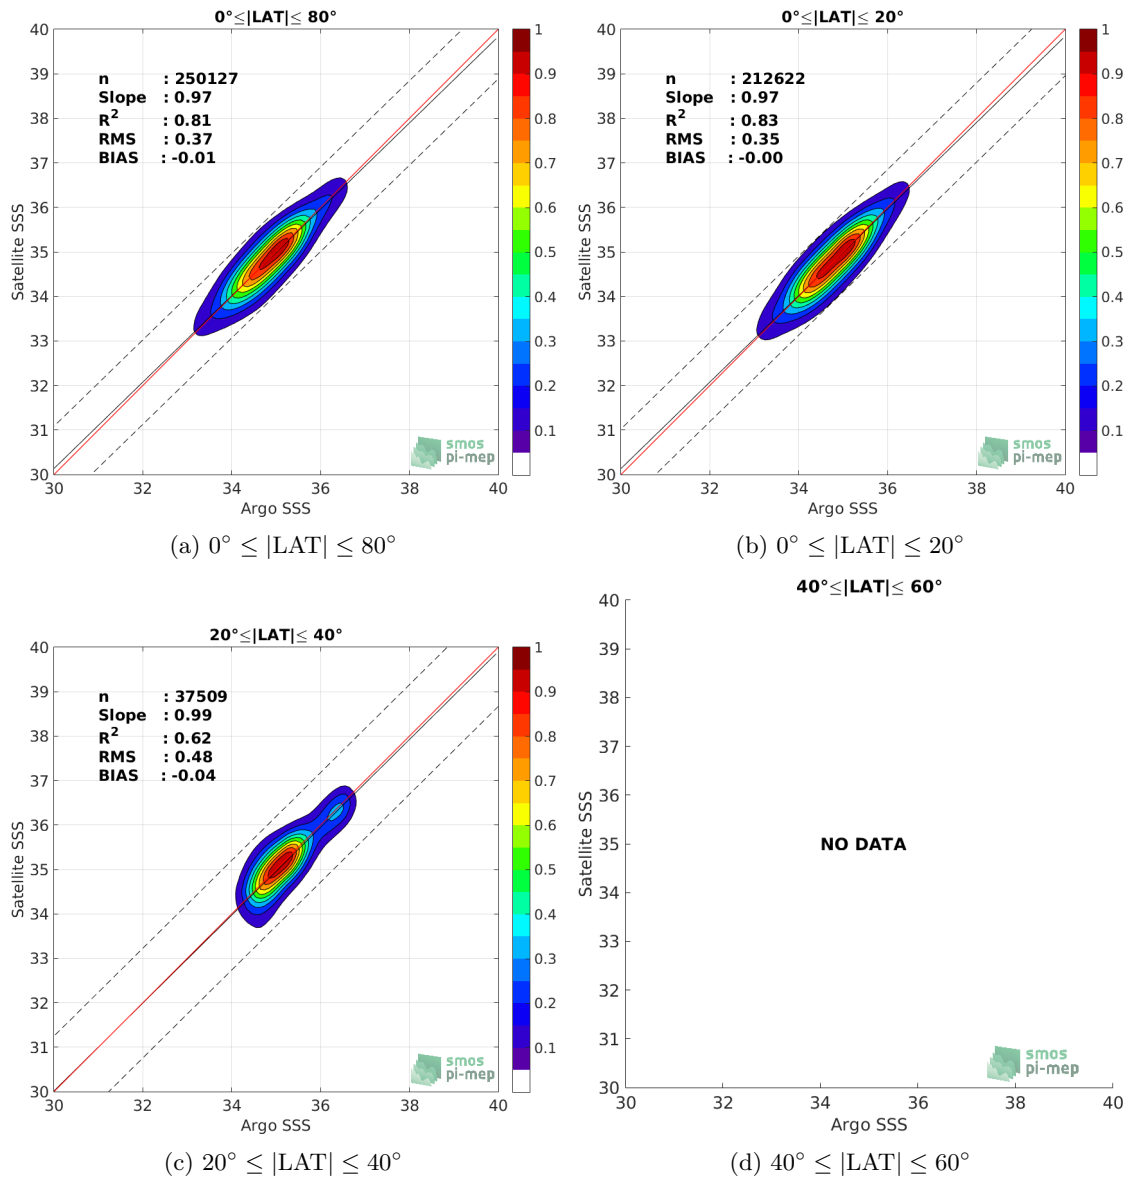 0°≤|LAT|≤ 80°
40
39
38
37
36
35
34
33
32
31
30
Satellite SSS
n : 250127
Slope : 0.97
R² : 0.81
RMS : 0.37
BIAS : -0.01
smos
pi-mep
30 32 34 36 38 40
Argo SSS
1
0.9
0.8
0.7
0.6
0.5
0.4
0.3
0.2
0.1
(a) 0° ≤ |LAT| ≤ 80°
0°≤|LAT|≤ 20°
40
39
38
37
36
35
34
33
32
31
30
Satellite SSS
n : 212622
Slope : 0.97
R² : 0.83
RMS : 0.35
BIAS : -0.00
smos
pi-mep
30 32 34 36 38 40
Argo SSS
1
0.9
0.8
0.7
0.6
0.5
0.4
0.3
0.2
0.1
(b) 0° ≤ |LAT| ≤ 20°
20°≤|LAT|≤ 40°
40
39
38
37
36
35
34
33
32
31
30
Satellite SSS
n : 37509
Slope : 0.99
R² : 0.62
RMS : 0.48
BIAS : -0.04
smos
pi-mep
30 32 34 36 38 40
Argo SSS
1
0.9
0.8
0.7
0.6
0.5
0.4
0.3
0.2
0.1
(c) 20° ≤ |LAT| ≤ 40°
40°≤|LAT|≤ 60°
40
39
38
37
36
35
34
33
32
31
30
Satellite SSS
NO DATA
smos
pi-mep
30 32 34 36 38 40
Argo SSS
(d) 40° ≤ |LAT| ≤ 60°